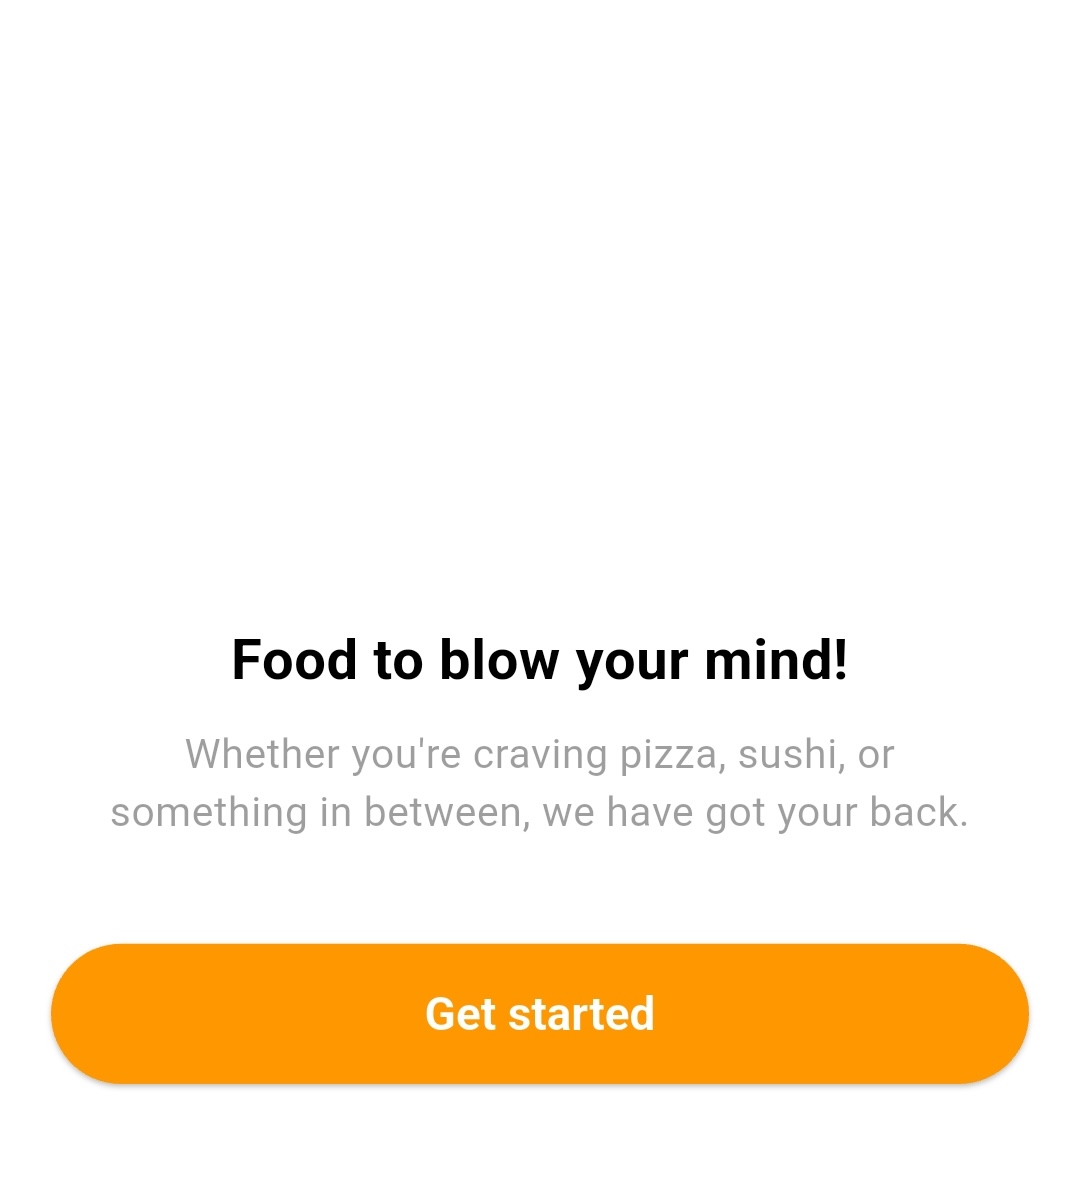 Food to blow your mind!
Whether you're craving pizza, sushi, or
something in between, we have got your back.
Get started